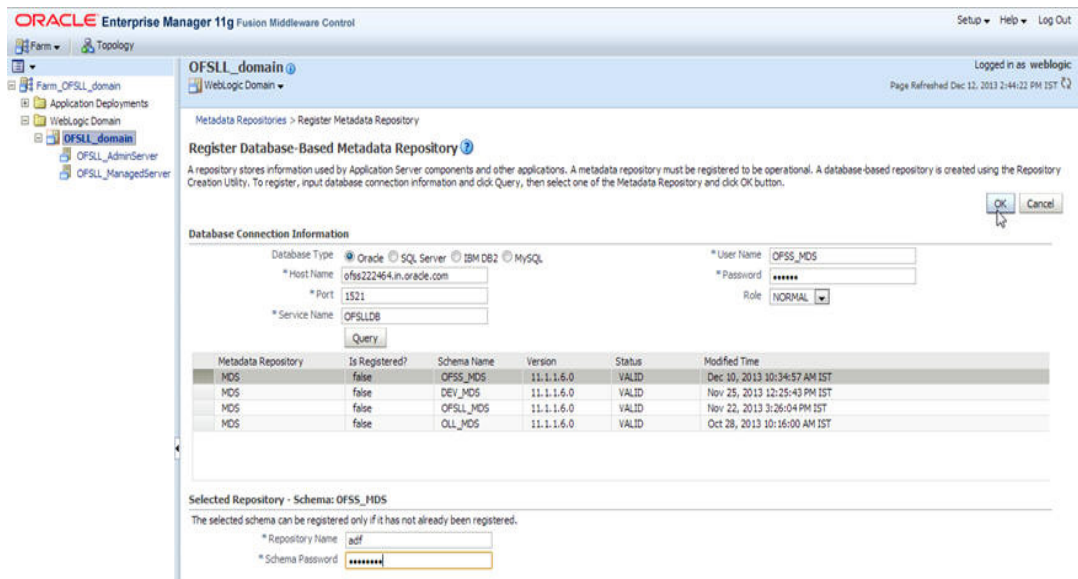 ORACLE Enterprise Manager 11g Fusion Middleware Control
Setup Help Log Out
Farm Topology
Farm_OFSLL_domain
Application Deployments
WebLogic Domain
OFSLL_domain
OFSLL_AdminServer
OFSLL_ManagedServer
OFSLL_domain
Logged in as weblogic
WebLogic Domain
Page Refreshed Dec 12, 2013 2:44:22 PM IST
Metadata Repositories > Register Metadata Repository
Register Database-Based Metadata Repository
A repository stores information used by Application Server components and other applications. A metadata repository must be registered to be operational. A database-based repository is created using the Repository
Creation Utility. To register, input database connection information and click Query, then select one of the Metadata Repository and click OK button.
OK Cancel
Database Connection Information
Database Type Oracle SQL Server IBM DB2 MySQL
* Host Name ofss222464.in.oracle.com
* Port 1521
* Service Name OFSLLDB
* User Name OFSS_MDS
* Password ••••••
Role NORMAL
Query
Metadata Repository Is Registered? Schema Name Version Status Modified Time
MDS false OFSS_MDS 11.1.1.6.0 VALID Dec 10, 2013 10:34:57 AM IST
MDS false DEV_MDS 11.1.1.6.0 VALID Nov 25, 2013 12:25:43 PM IST
MDS false OFSLL_MDS 11.1.1.6.0 VALID Nov 22, 2013 3:26:04 PM IST
MDS false OLL_MDS 11.1.1.6.0 VALID Oct 28, 2013 10:16:00 AM IST
Selected Repository - Schema: OFSS_MDS
The selected schema can be registered only if it has not already been registered.
* Repository Name adf
* Schema Password ••••••••